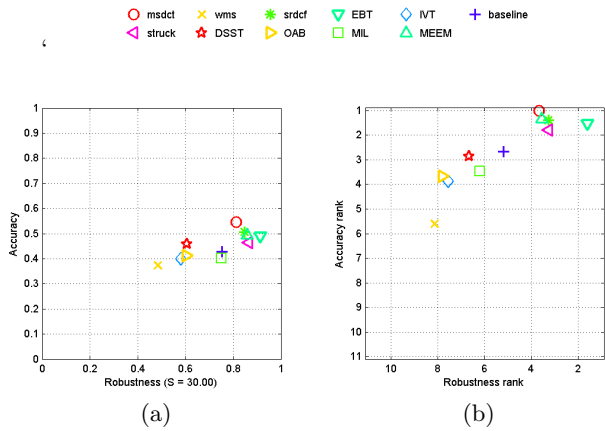 msdct wms srdcf EBT IVT baseline
struck DSST OAB MIL MEEM
‘
1
0.9
0.8
0.7
0.6
0.5
0.4
0.3
0.2
0.1
0
Accuracy
0 0.2 0.4 0.6 0.8 1
Robustness (S = 30.00)
(a)
1
2
3
4
5
6
7
8
9
10
11
Accuracy rank
10 8 6 4 2
Robustness rank
(b)